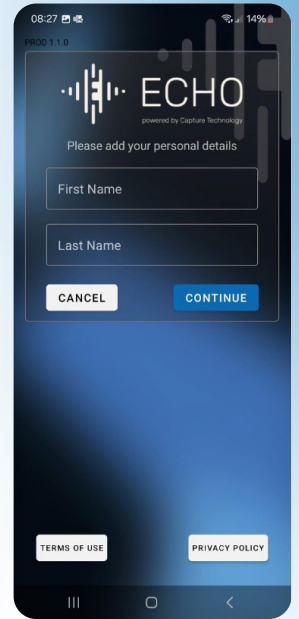 08:27 14%
PROD 1.1.0
ECHO
powered by Capture Technology
Please add your personal details
First Name
Last Name
CANCEL CONTINUE
TERMS OF USE PRIVACY POLICY